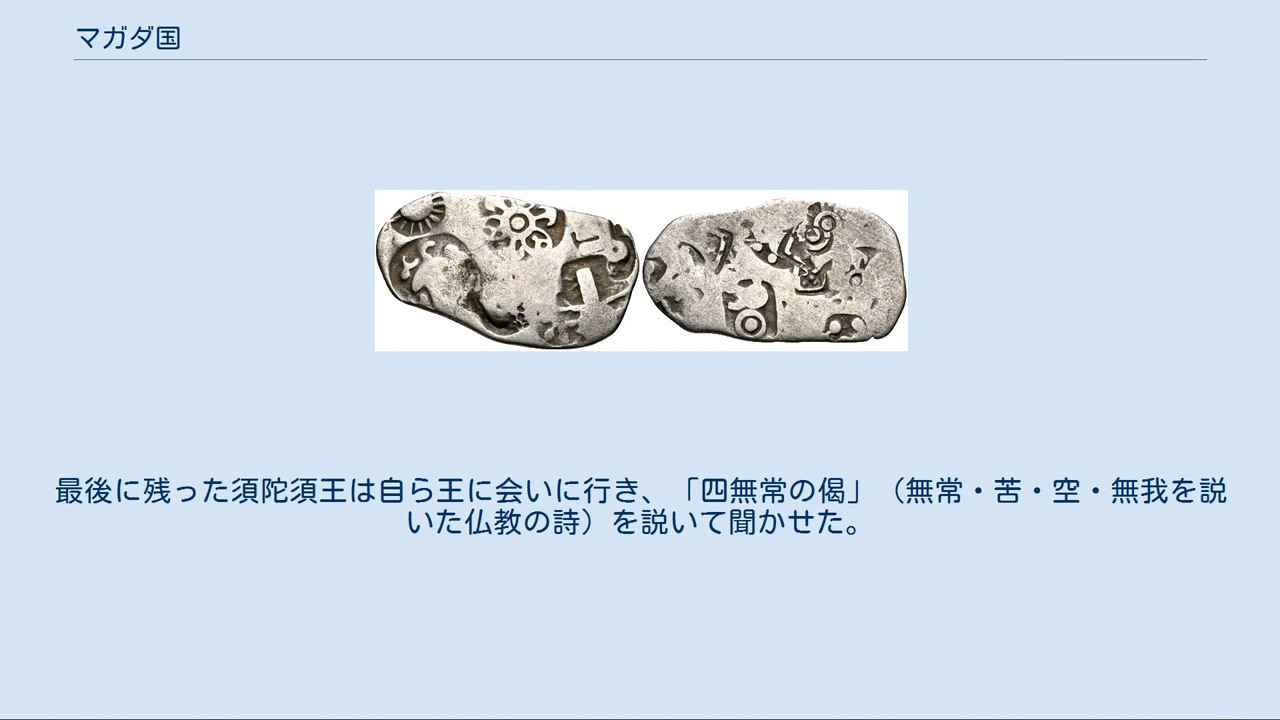 マガダ国
最後に残った須陀須王は自ら王に会いに行き、「四無常の偈」（無常・苦・空・無我を説
いた仏教の詩）を説いて聞かせた。